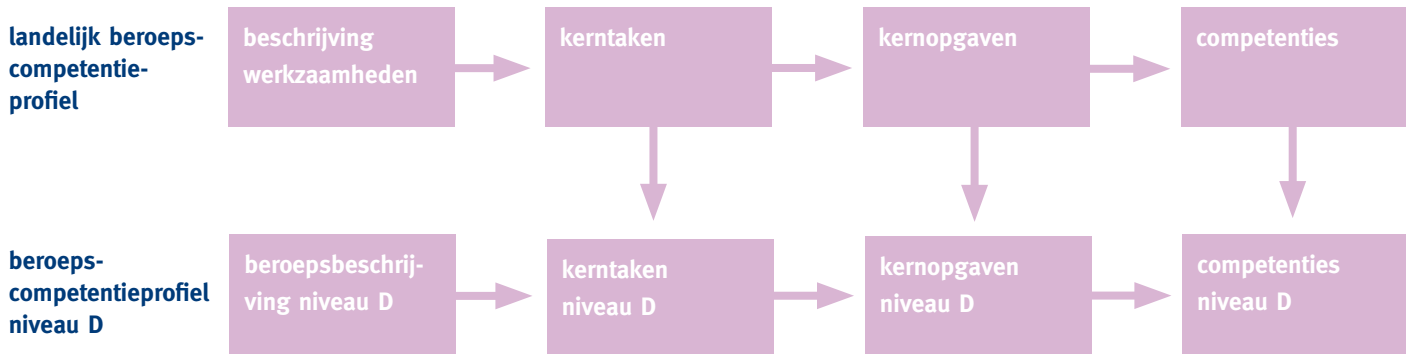 landelijk beroeps-
competentie-
profiel
beschrijving
werkzaamheden
kerntaken
kernopgaven
competenties
beroeps-
competentieprofiel
niveau D
beroepsbeschrij-
ving niveau D
kerntaken
niveau D
kernopgaven
niveau D
competenties
niveau D